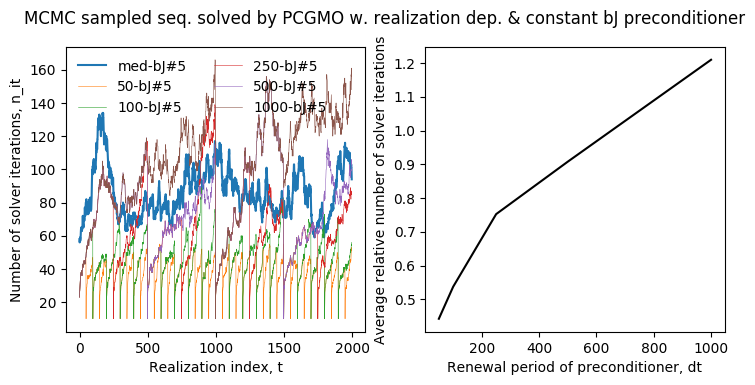 MCMC sampled seq. solved by PCGMO w. realization dep. & constant bJ preconditioner
Number of solver iterations, n_it
160
140
120
100
80
60
40
20
med-bJ#5
50-bJ#5
100-bJ#5
250-bJ#5
500-bJ#5
1000-bJ#5
0
500
1000
1500
2000
Realization index, t
Average relative number of solver iterations
1.2
1.1
1.0
0.9
0.8
0.7
0.6
0.5
200
400
600
800
1000
Renewal period of preconditioner, dt